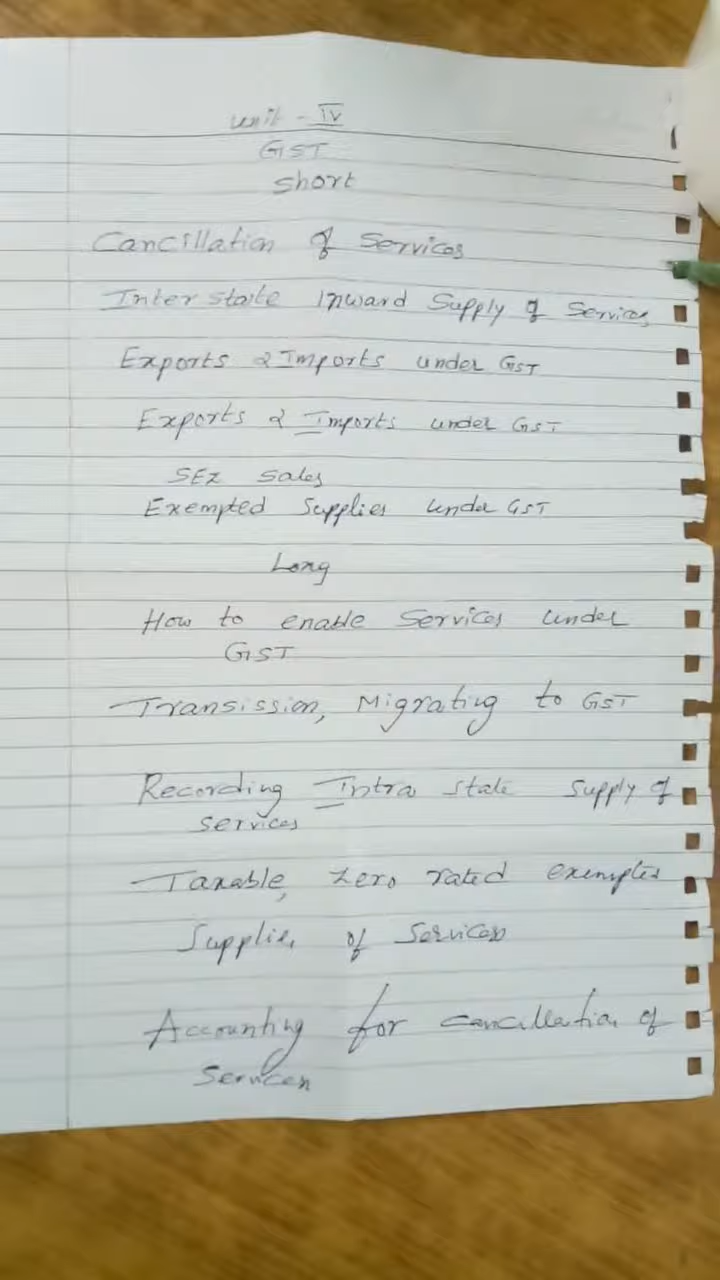 Unit - IV
GST
Short
Cancillation of Services
Inter State Inward Supply of Services
Exports & Imports under GST
Exports & Imports under GST
SEZ Sales
Exempted Supplies under GST
Long
How to enable Services under
GST
Transission, Migrating to GST
Recording Intra State Supply of
Services
Taxable, Zero rated exempted
Supplies of Services
Accounting for cancillation of
Services